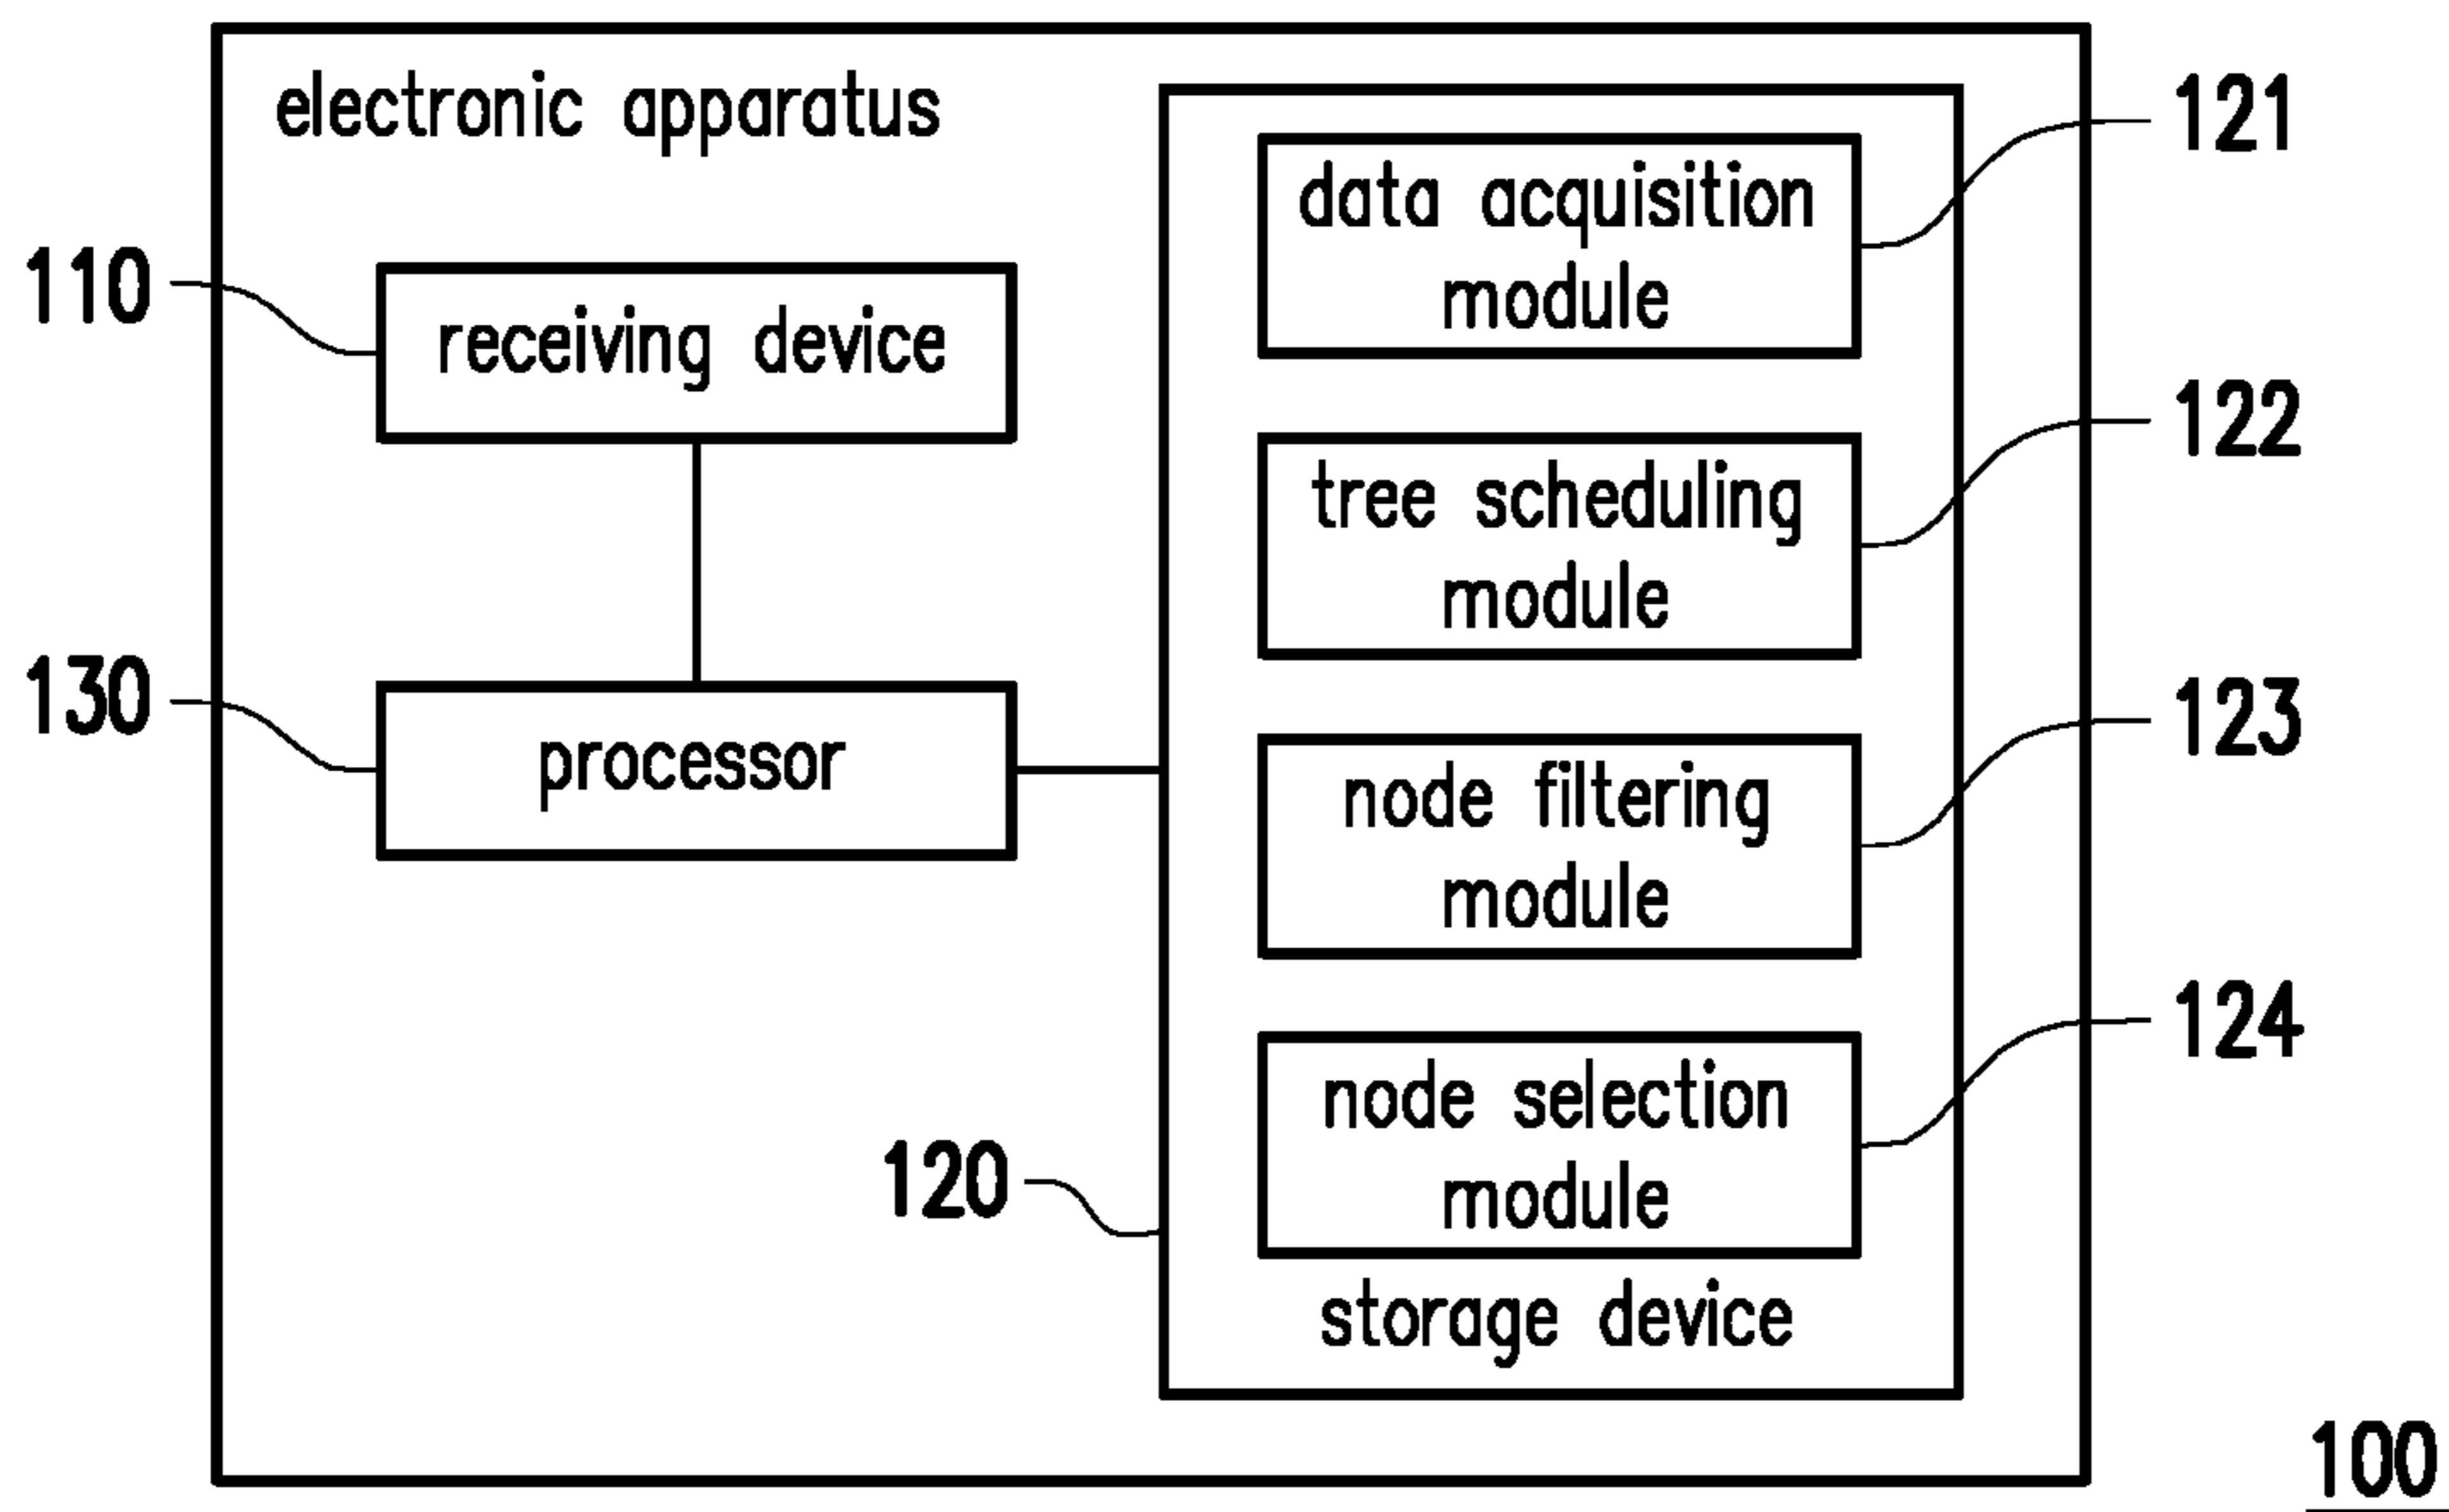 electronic apparatus
110
receiving device
130
processor
120
data acquisition
module
121
tree scheduling
module
122
node filtering
module
123
node selection
module
124
storage device
100